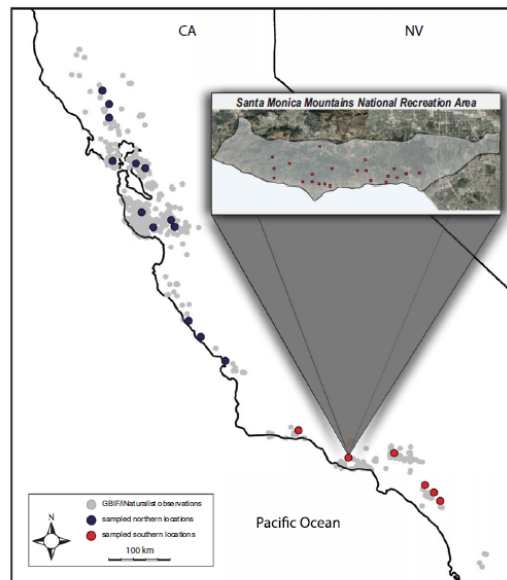 CA
NV
Santa Monica Mountains National Recreation Area
GBIF/iNaturalist observations
sampled northern locations
sampled southern locations
N
100 km
Pacific Ocean